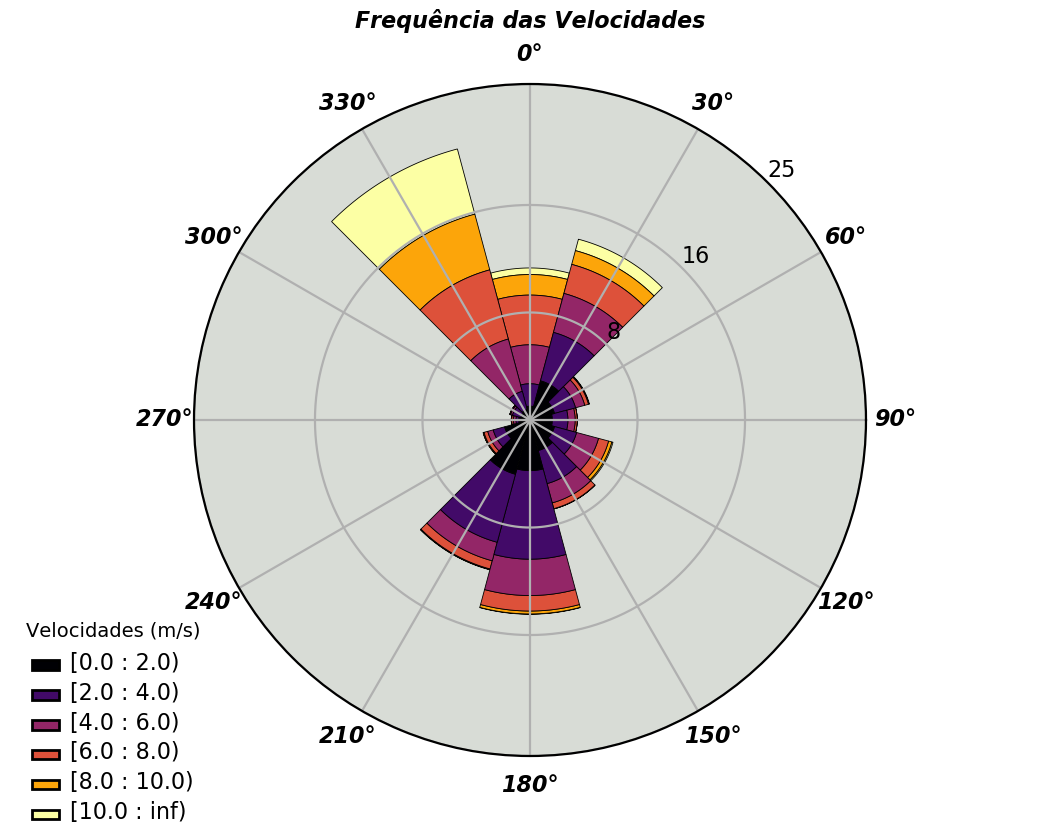 Frequência das Velocidades
0°
330°
30°
25
300°
60°
16
8
270°
90°
240°
120°
210°
150°
180°
Velocidades (m/s)
[0.0 : 2.0)
[2.0 : 4.0)
[4.0 : 6.0)
[6.0 : 8.0)
[8.0 : 10.0)
[10.0 : inf)